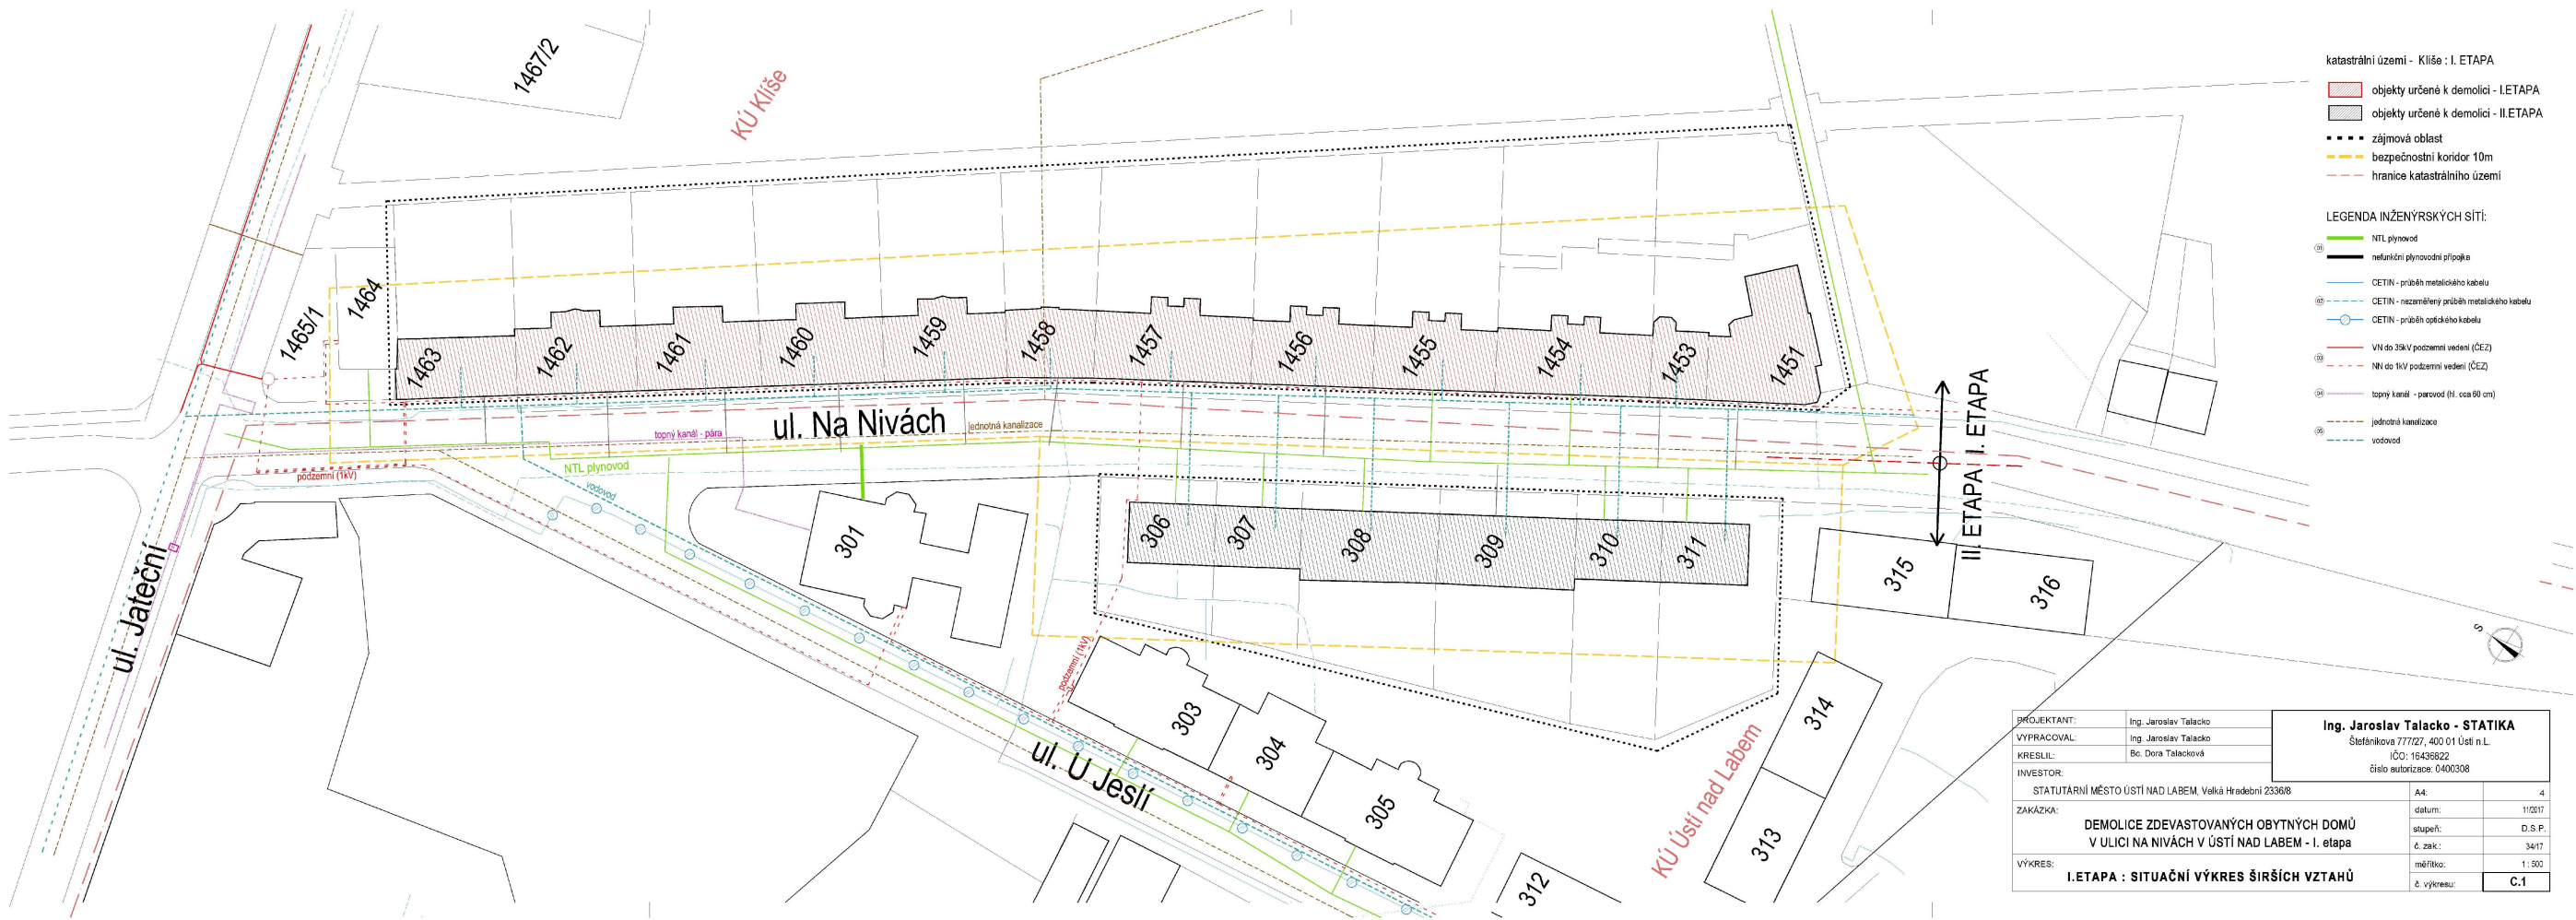 1467/2
KÚ Klíše
1465/1
1464
1463
1462
1461
1460
1459
1458
1457
1456
1455
1454
1453
1451
ul. Na Nivách
topný kanál - pára
jednotná kanalizace
NTL plynovod
podzemní (1kV)
vodovod
ul. Jateční
301
306
307
308
309
310
311
315
316
II. ETAPA
I. ETAPA
podzemní (1kV)
303
304
305
ul. U Jeslí
KÚ Ústí nad Labem
312
313
314
S
katastrální území - Klíše : I. ETAPA
objekty určené k demolici - I.ETAPA
objekty určené k demolici - II.ETAPA
zájmová oblast
bezpečnostní koridor 10m
hranice katastrálního území
LEGENDA INŽENÝRSKÝCH SÍTÍ:
01 NTL plynovod
nefunkční plynovodní přípojka
CETIN - průběh metalického kabelu
02 CETIN - nezaměřený průběh metalického kabelu
CETIN - průběh optického kabelu
VN do 35kV podzemní vedení (ČEZ)
03 NN do 1kV podzemní vedení (ČEZ)
04 topný kanál - parovod (hl. cca 60 cm)
jednotná kanalizace
05 vodovod
PROJEKTANT: Ing. Jaroslav Talacko
VYPRACOVAL: Ing. Jaroslav Talacko
KRESLIL: Bc. Dora Talacková
Ing. Jaroslav Talacko - STATIKA
Štefánikova 777/27, 400 01 Ústí n.L.
IČO: 16436822
číslo autorizace: 0400308
INVESTOR:
STATUTÁRNÍ MĚSTO ÚSTÍ NAD LABEM, Velká Hradební 2336/8
ZAKÁZKA:
DEMOLICE ZDEVASTOVANÝCH OBYTNÝCH DOMŮ
V ULICI NA NIVÁCH V ÚSTÍ NAD LABEM - I. etapa
VÝKRES:
I.ETAPA : SITUAČNÍ VÝKRES ŠIRŠÍCH VZTAHŮ
A4: 4
datum: 11/2017
stupeň: D.S.P.
č. zak.: 34/17
měřítko: 1 : 500
č. výkresu: C.1